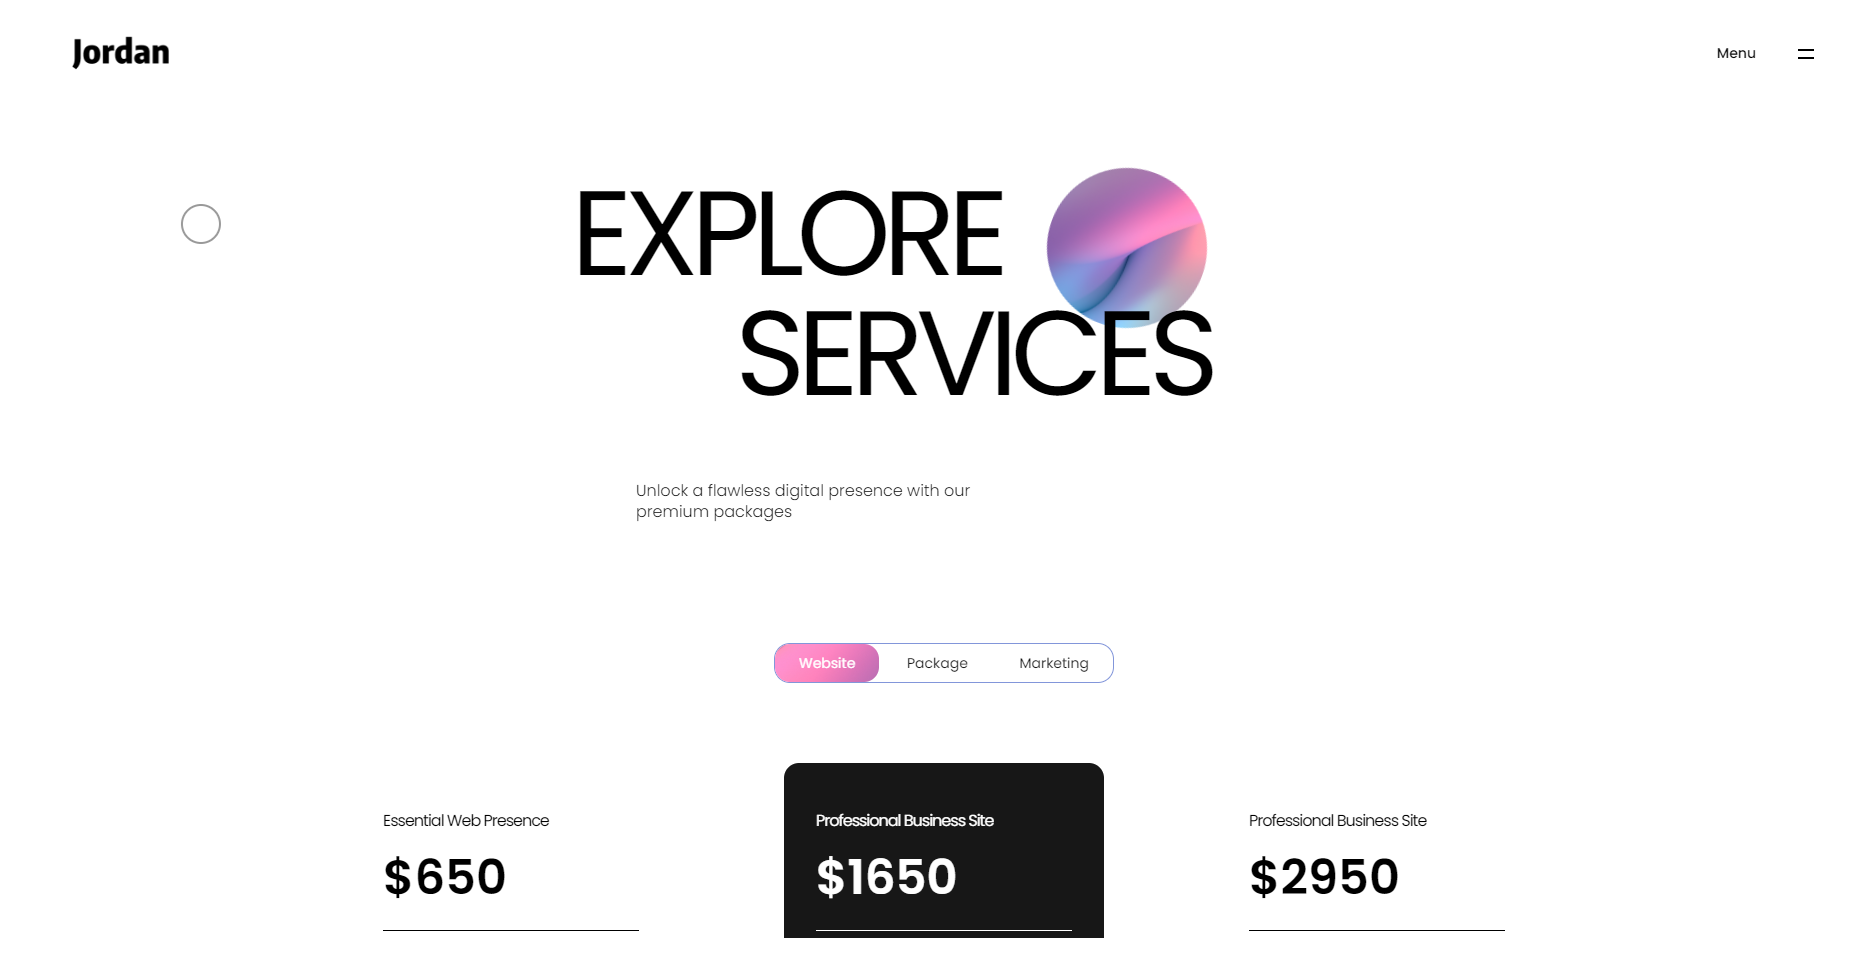 Jordan
Menu
EXPLORE
SERVICES
Unlock a flawless digital presence with our
premium packages
Website Package Marketing
Essential Web Presence
$650
Professional Business Site
$1650
Professional Business Site
$2950